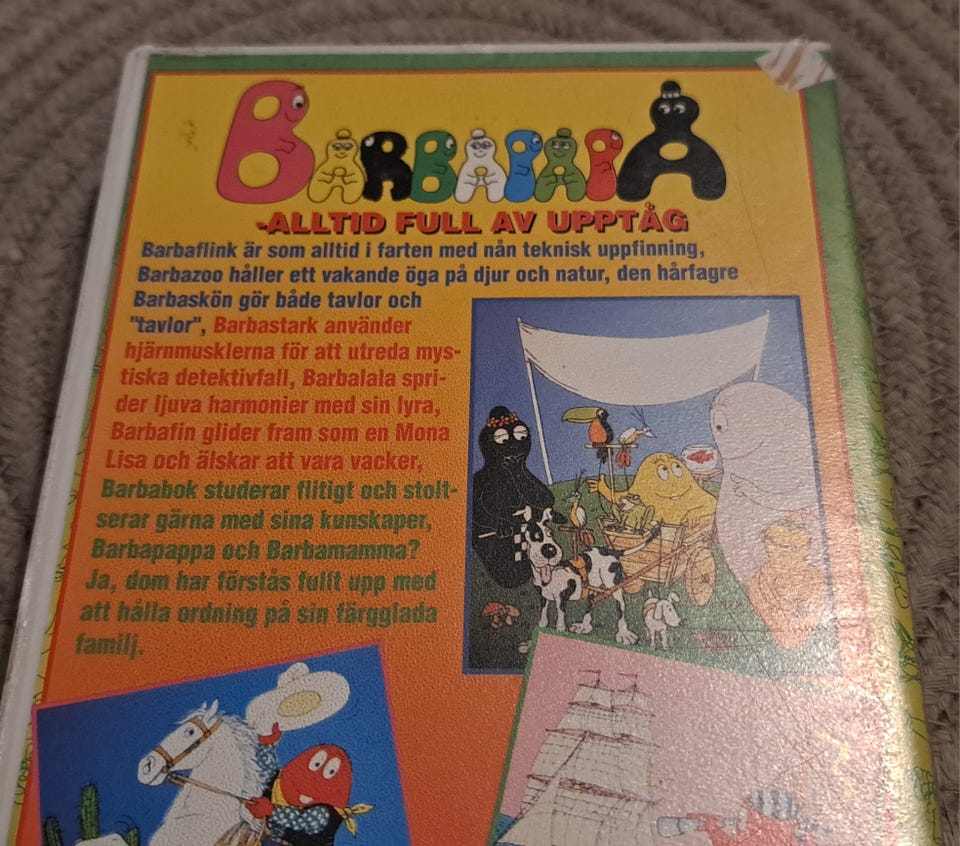 BARBAPAPA
-ALLTID FULL AV UPPTÅG
Barbaflink är som alltid i farten med nån teknisk uppfinning,
Barbazoo håller ett vakande öga på djur och natur, den hårfagre
Barbaskön gör både tavlor och
"tavlor", Barbastark använder
hjärnmusklerna för att utreda mys-
tiska detektivfall, Barbalala spri-
der ljuva harmonier med sin lyra,
Barbafin glider fram som en Mona
Lisa och älskar att vara vacker,
Barbabok studerar flitigt och stolt-
serar gärna med sina kunskaper,
Barbapappa och Barbamamma?
Ja, dom har förstås fullt upp med
att hålla ordning på sin färgglada
familj.